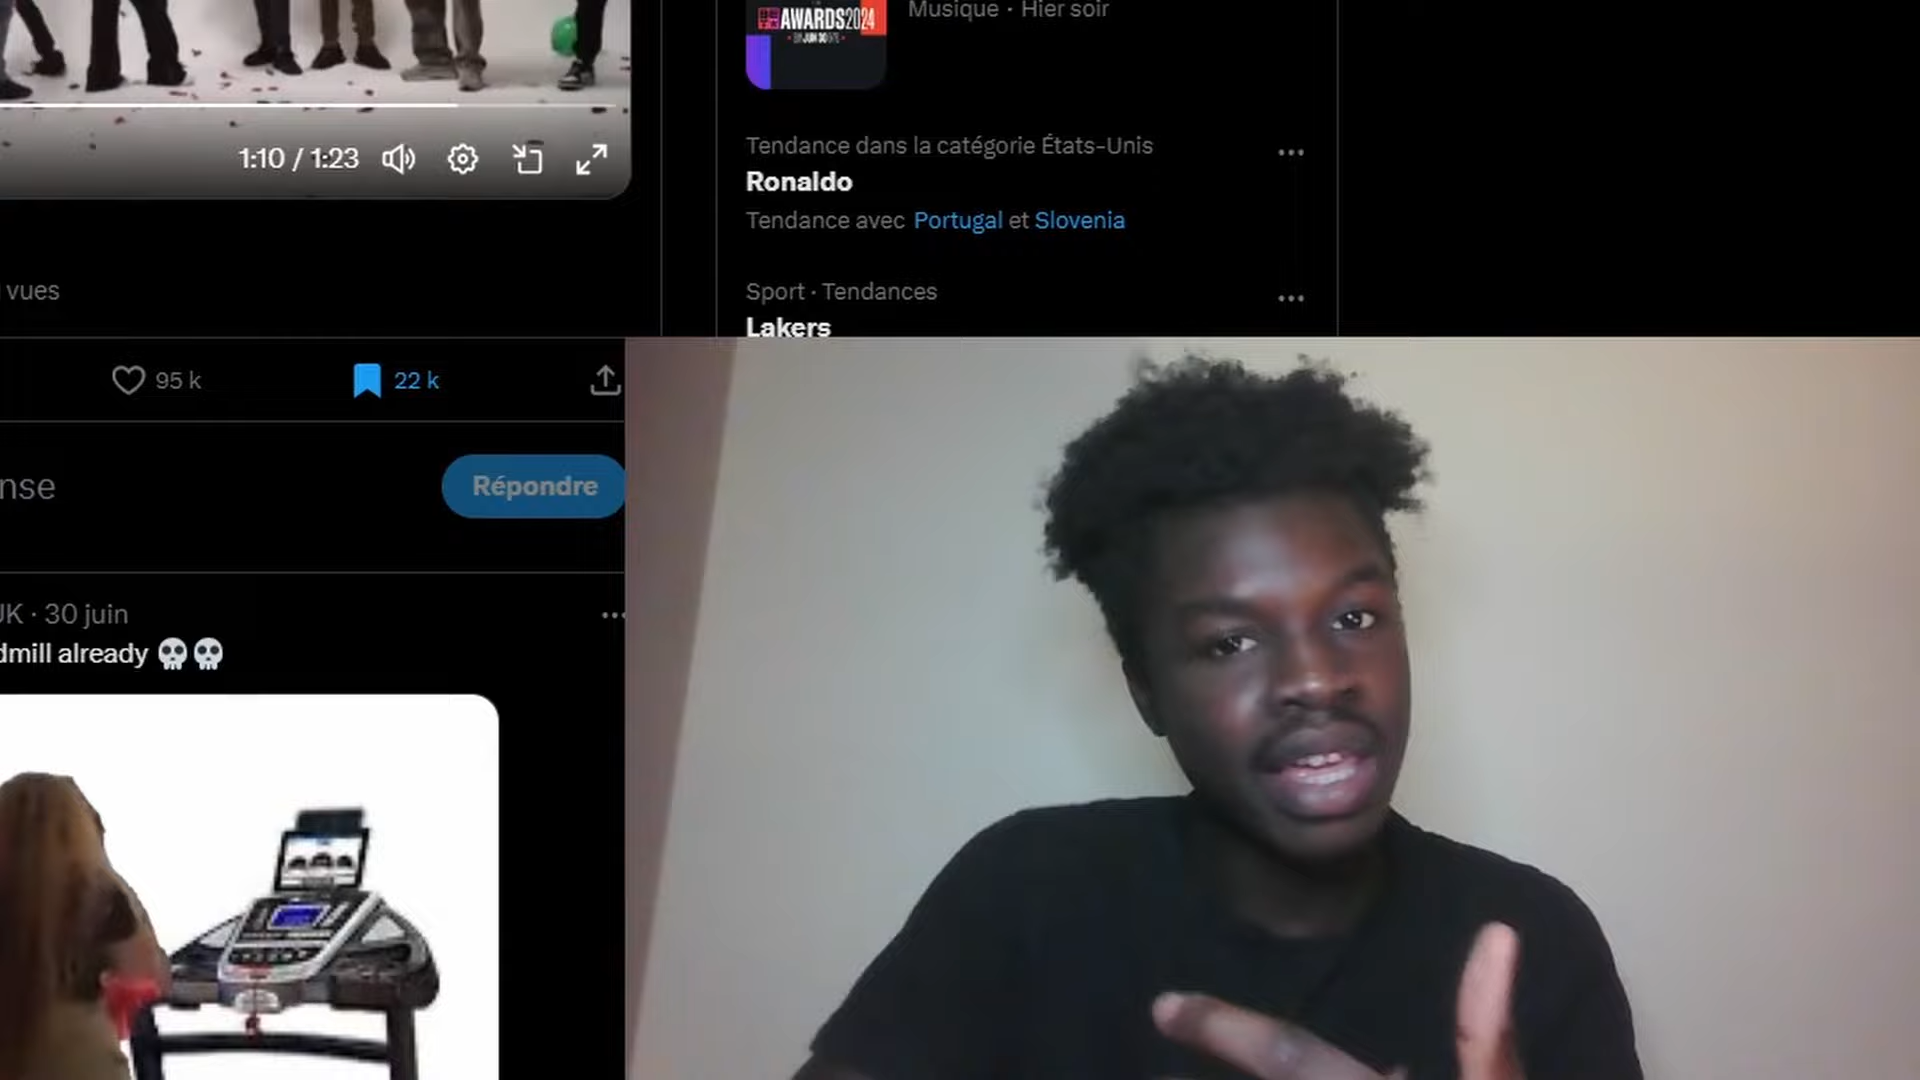 AWARDS2024
Musique · Hier soir
1:10 / 1:23
Tendance dans la catégorie États-Unis
Ronaldo
Tendance avec Portugal et Slovenia
vues
Sport · Tendances
Lakers
95 k
22 k
nse
Répondre
JK · 30 juin
dmill already 💀💀